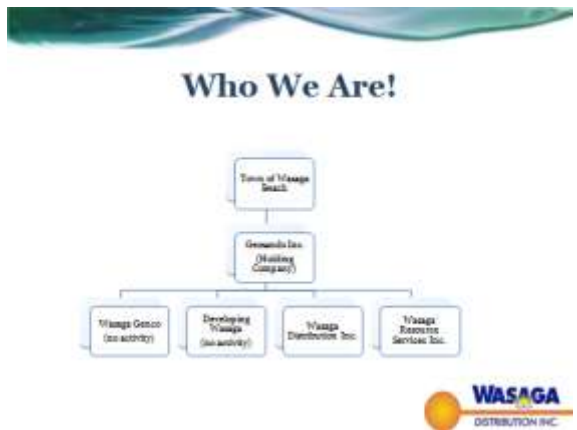 Who We Are!
Town of Wasaga
Beach
Geosands Inc.
(Holding
Company)
Wasaga Genco
(no activity)
Developing
Wasaga
(no activity)
Wasaga
Distribution Inc.
Wasaga
Resource
Services Inc.
WASAGA
DISTRIBUTION INC.